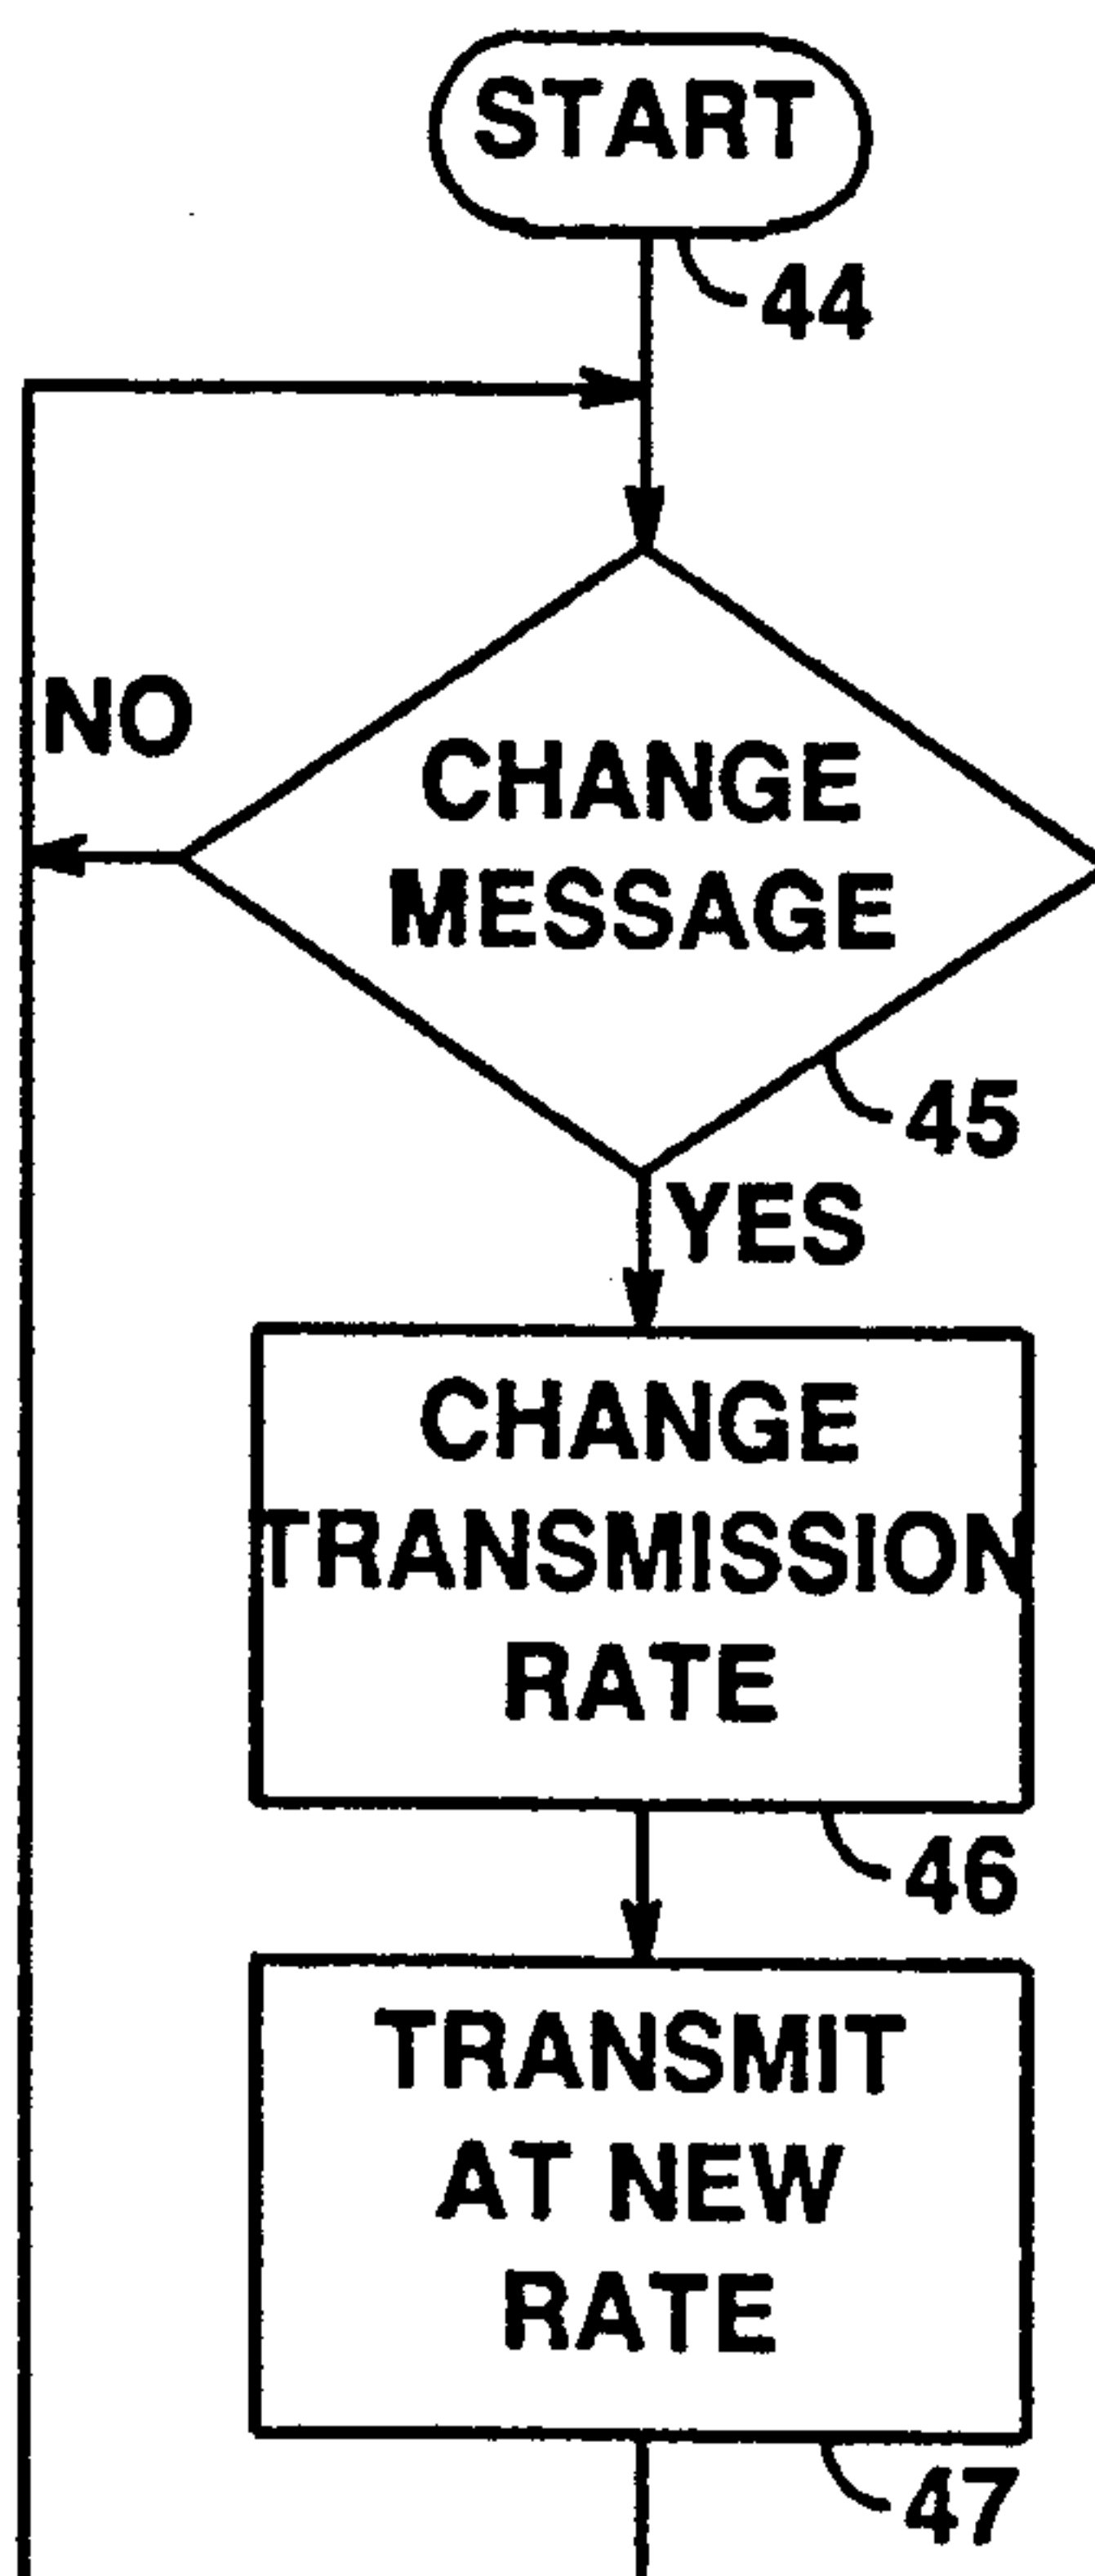 START
44
NO
CHANGE
MESSAGE
45
YES
CHANGE
TRANSMISSION
RATE
46
TRANSMIT
AT NEW
RATE
47